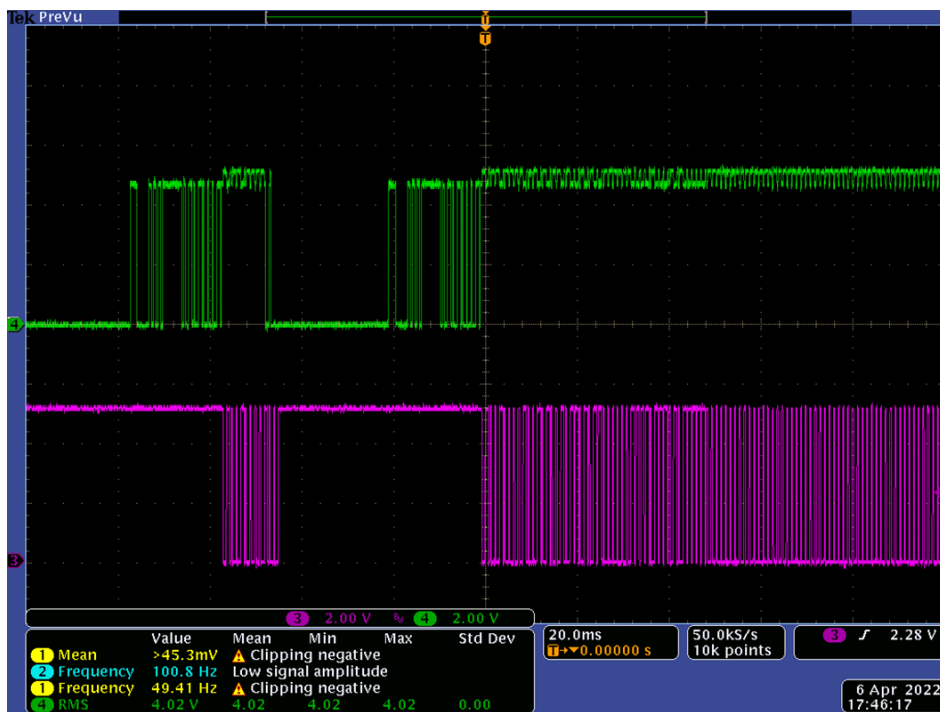 Tek PreVu
T
T
4
3
3 2.00 V Bw 4 2.00 V
Value Mean Min Max Std Dev
1 Mean >45.3mV Clipping negative
2 Frequency 100.8 Hz Low signal amplitude
1 Frequency 49.41 Hz Clipping negative
4 RMS 4.02 V 4.02 4.02 4.02 0.00
20.0ms
T→▼0.00000 s
50.0kS/s
10k points
3 2.28 V
6 Apr 2022
17:46:17